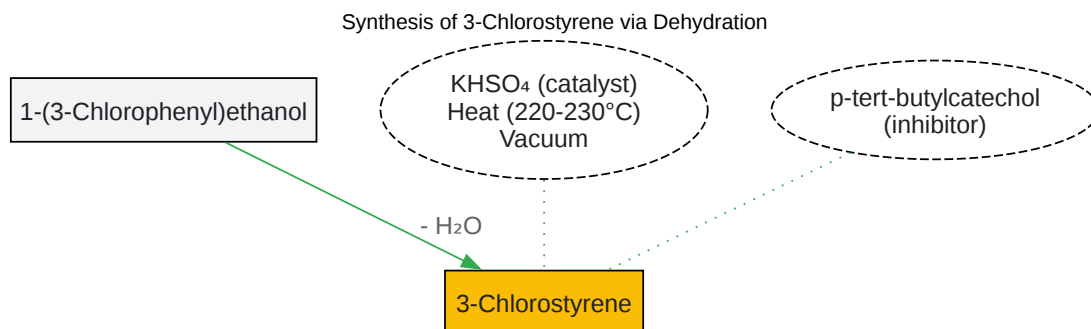 Synthesis of 3-Chlorostyrene via Dehydration
1-(3-Chlorophenyl)ethanol
KHSO₄ (catalyst)
Heat (220-230°C)
Vacuum
p-tert-butylcatechol
(inhibitor)
- H₂O
3-Chlorostyrene